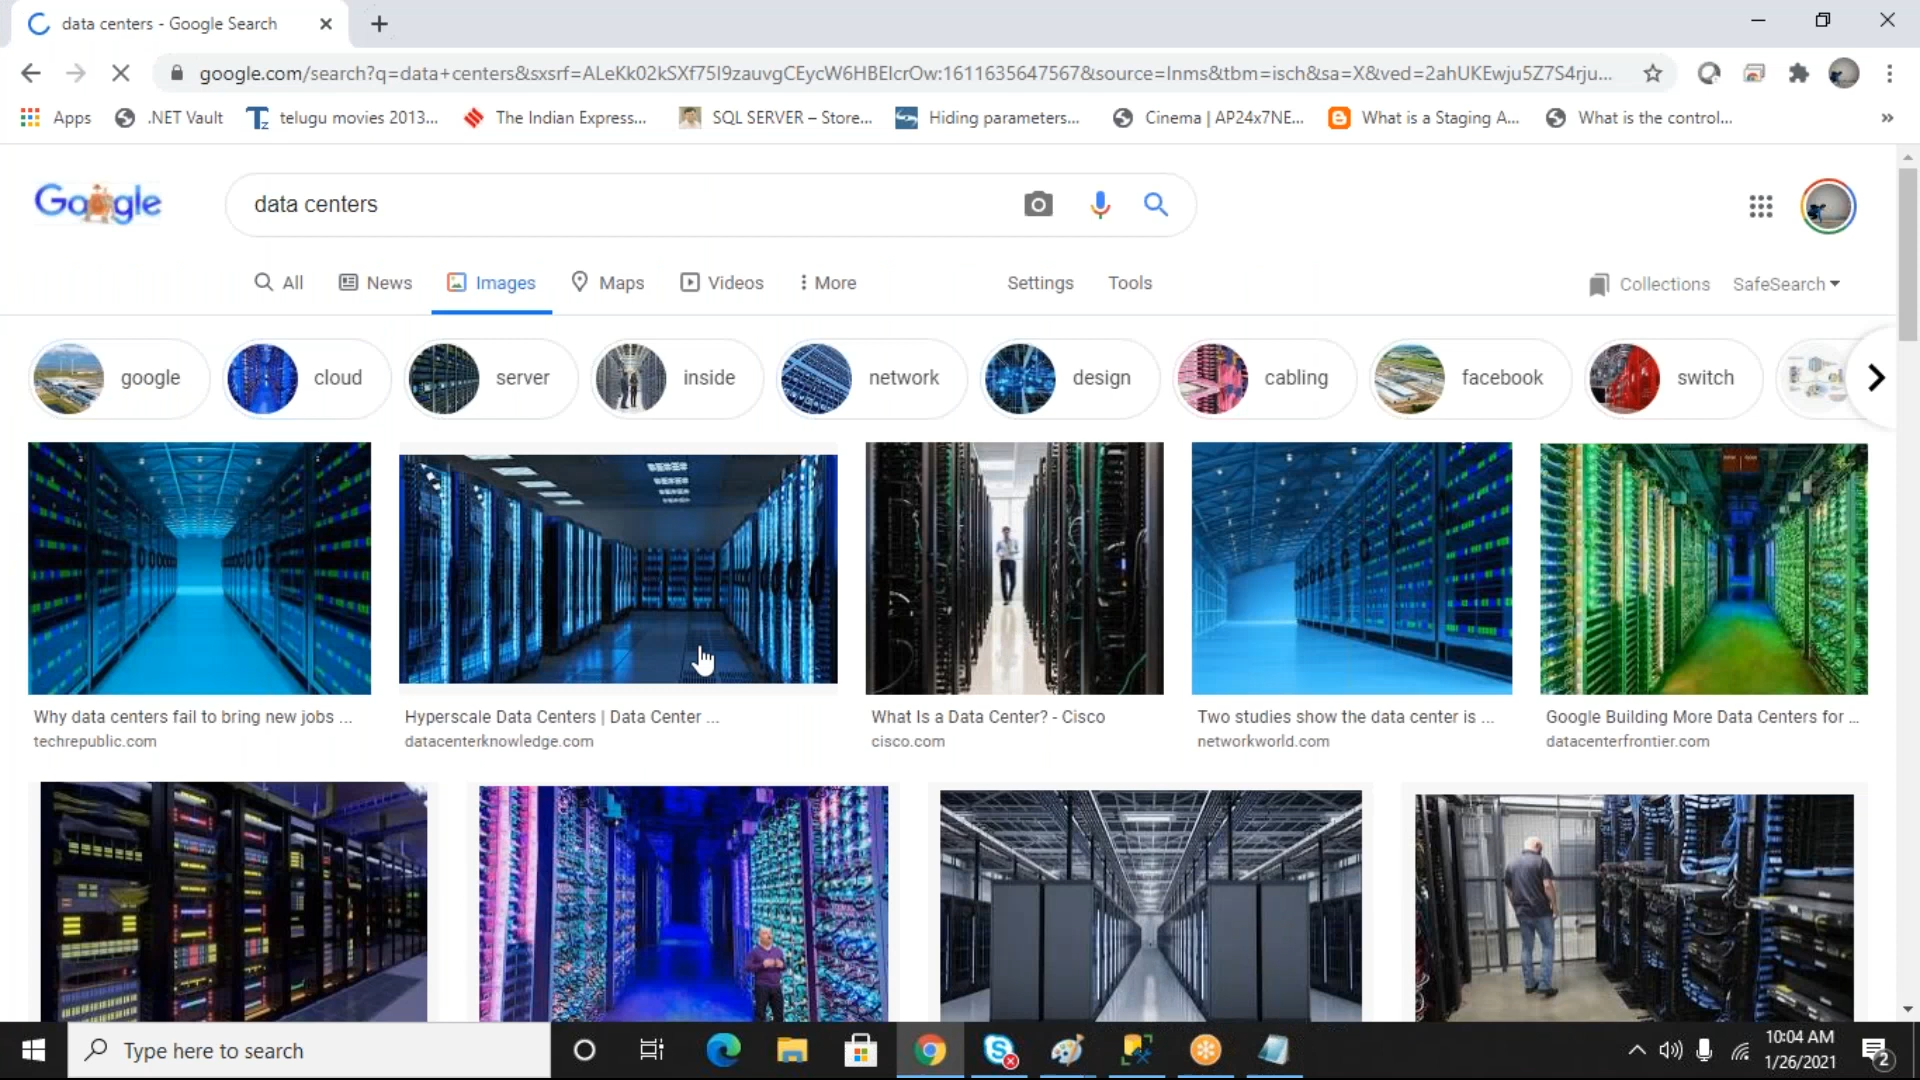 data centers - Google Search
google.com/search?q=data+centers&sxsrf=ALeKk02kSXf75I9zauvgCEycW6HBEIcrOw:1611635647567&source=lnms&tbm=isch&sa=X&ved=2ahUKEwju5Z7S4rju...
Apps .NET Vault telugu movies 2013... The Indian Express... SQL SERVER – Store... Hiding parameters... Cinema | AP24x7NE... What is a Staging A... What is the control... »
Google data centers
All News Images Maps Videos More Settings Tools Collections SafeSearch
google cloud server inside network design cabling facebook switch
Why data centers fail to bring new jobs ... Hyperscale Data Centers | Data Center ... What Is a Data Center? - Cisco Two studies show the data center is ... Google Building More Data Centers for ...
techrepublic.com datacenterknowledge.com cisco.com networkworld.com datacenterfrontier.com
Type here to search
10:04 AM
1/26/2021
2